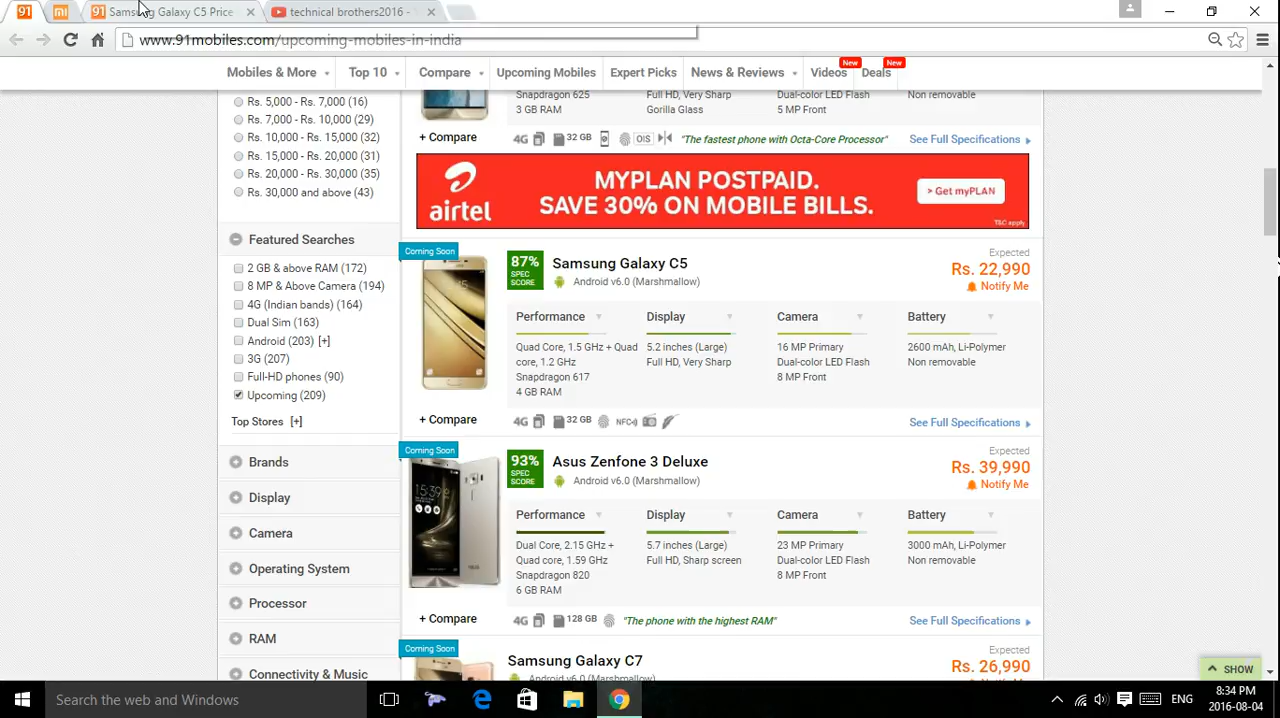 91
mi
91 Samsung Galaxy C5 Price
technical brothers2016 -
www.91mobiles.com/upcoming-mobiles-in-india
Mobiles & More Top 10 Compare Upcoming Mobiles Expert Picks News & Reviews Videos New Deals New
Rs. 5,000 - Rs. 7,000 (16)
Rs. 7,000 - Rs. 10,000 (29)
Rs. 10,000 - Rs. 15,000 (32)
Rs. 15,000 - Rs. 20,000 (31)
Rs. 20,000 - Rs. 30,000 (35)
Rs. 30,000 and above (43)
Featured Searches
2 GB & above RAM (172)
8 MP & Above Camera (194)
4G (Indian bands) (164)
Dual Sim (163)
Android (203) [+]
3G (207)
Full-HD phones (90)
Upcoming (209)
Top Stores [+]
Brands
Display
Camera
Operating System
Processor
RAM
Connectivity & Music
Snapdragon 625
3 GB RAM
Full HD, Very Sharp
Gorilla Glass
Dual-color LED Flash
5 MP Front
Non removable
+ Compare
4G 32 GB OIS "The fastest phone with Octa-Core Processor" See Full Specifications
airtel
MYPLAN POSTPAID.
SAVE 30% ON MOBILE BILLS.
> Get myPLAN
T&C apply
Coming Soon
87%
SPEC
SCORE
Samsung Galaxy C5
Android v6.0 (Marshmallow)
Expected
Rs. 22,990
Notify Me
Performance
Quad Core, 1.5 GHz + Quad
core, 1.2 GHz
Snapdragon 617
4 GB RAM
Display
5.2 inches (Large)
Full HD, Very Sharp
Camera
16 MP Primary
Dual-color LED Flash
8 MP Front
Battery
2600 mAh, Li-Polymer
Non removable
+ Compare
4G 32 GB NFC See Full Specifications
Coming Soon
15:39
93%
SPEC
SCORE
Asus Zenfone 3 Deluxe
Android v6.0 (Marshmallow)
Expected
Rs. 39,990
Notify Me
Performance
Dual Core, 2.15 GHz +
Quad core, 1.59 GHz
Snapdragon 820
6 GB RAM
Display
5.7 inches (Large)
Full HD, Sharp screen
Camera
23 MP Primary
Dual-color LED Flash
8 MP Front
Battery
3000 mAh, Li-Polymer
Non removable
+ Compare
4G 128 GB "The phone with the highest RAM" See Full Specifications
Coming Soon
Samsung Galaxy C7
Android v6.0 (Marshmallow)
Expected
Rs. 26,990
SHOW
Search the web and Windows
ENG
8:34 PM
2016-08-04